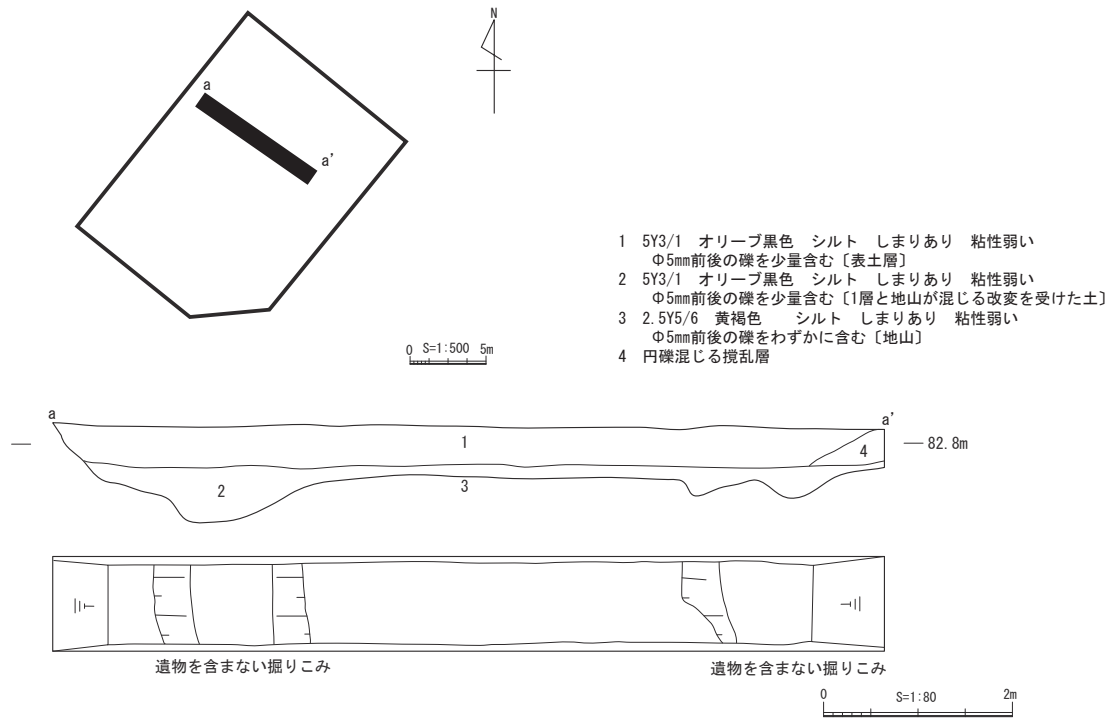 N
a
a’
0 S=1:500 5m
1 5Y3/1 オリーブ黒色 シルト しまりあり 粘性弱い
Φ5㎜前後の礫を少量含む〔表土層〕
2 5Y3/1 オリーブ黒色 シルト しまりあり 粘性弱い
Φ5㎜前後の礫を少量含む〔1層と地山が混じる改変を受けた土〕
3 2.5Y5/6 黄褐色 シルト しまりあり 粘性弱い
Φ5㎜前後の礫をわずかに含む〔地山〕
4 円礫混じる撹乱層
a
a’
1
4
82.8m
2
3
遺物を含まない掘りこみ
遺物を含まない掘りこみ
0 S=1:80 2m